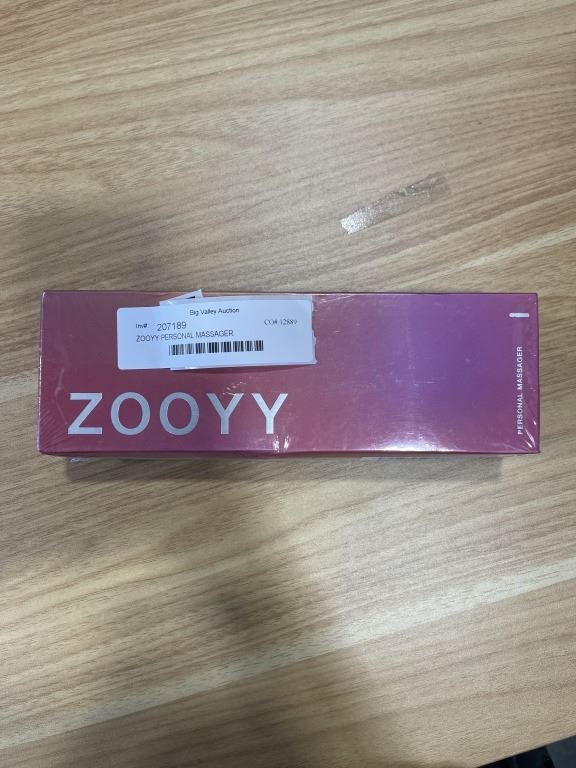 Big Valley Auction
Inv#: 207189 CO# 12889
ZOOYY PERSONAL MASSAGER
ZOOYY
PERSONAL MASSAGER